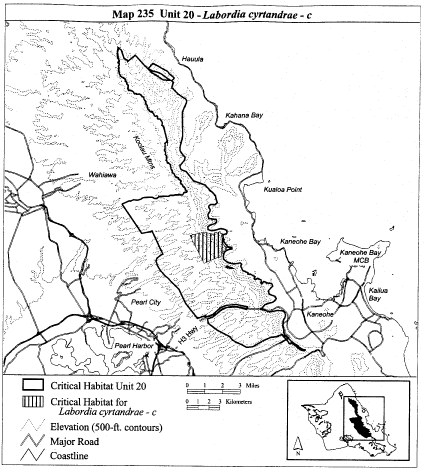 Map 235 Unit 20 - Labordia cyrtandrae - c
Hauula
Kahana Bay
Koolau Mtns
Wahiawa
Kualoa Point
Kaneohe Bay
Kaneohe Bay
MCB
Kailua
Bay
Pearl City
Kaneohe
Pearl Harbor
H3 Hwy
Critical Habitat Unit 20
Critical Habitat for
Labordia cyrtandrae - c
Elevation (500-ft. contours)
Major Road
Coastline
0 1 2 3 Miles
0 1 2 3 Kilometers
N